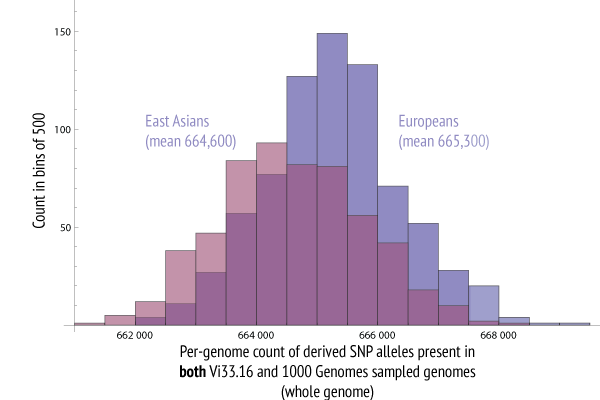 150
100
50
Count in bins of 500
East Asians
(mean 664,600)
Europeans
(mean 665,300)
662 000
664 000
666 000
668 000
Per-genome count of derived SNP alleles present in
both Vi33.16 and 1000 Genomes sampled genomes
(whole genome)